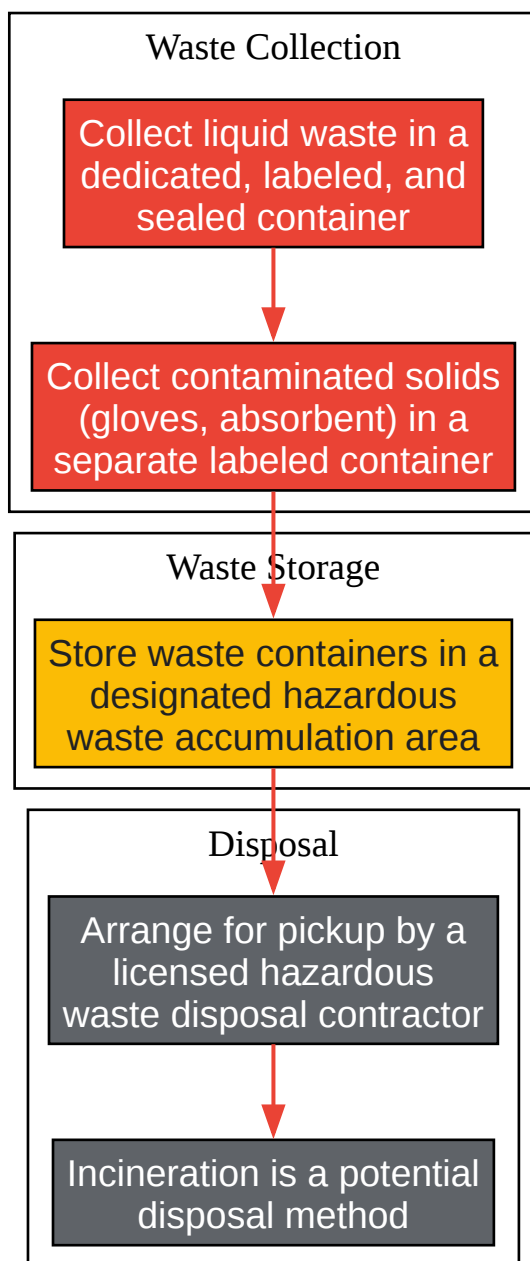 Waste Collection
Collect liquid waste in a
dedicated, labeled, and
sealed container
Collect contaminated solids
(gloves, absorbent) in a
separate labeled container
Waste Storage
Store waste containers in a
designated hazardous
waste accumulation area
Disposal
Arrange for pickup by a
licensed hazardous
waste disposal contractor
Incineration is a potential
disposal method